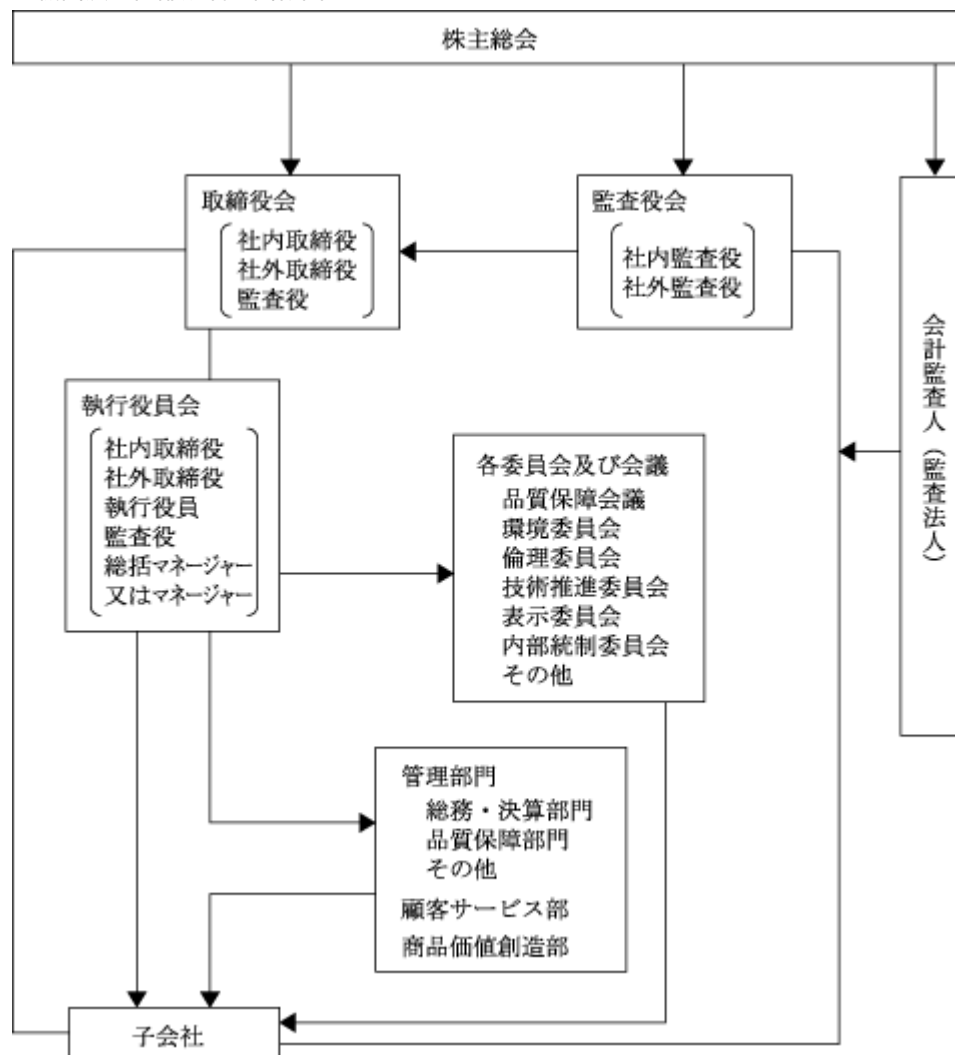 株主総会
取締役会
社内取締役
社外取締役
監査役
監査役会
社内監査役
社外監査役
会計監査人（監査法人）
執行役員会
社内取締役
社外取締役
執行役員
監査役
総括マネージャー
又はマネージャー
各委員会及び会議
品質保障会議
環境委員会
倫理委員会
技術推進委員会
表示委員会
内部統制委員会
その他
管理部門
総務・決算部門
品質保障部門
その他
顧客サービス部
商品価値創造部
子会社